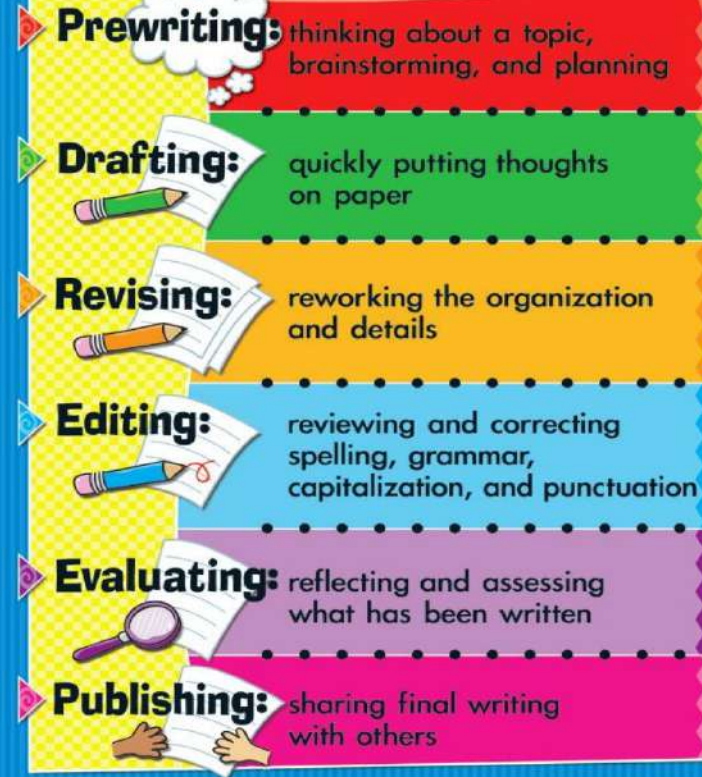 Prewriting: thinking about a topic,
brainstorming, and planning
Drafting: quickly putting thoughts
on paper
Revising: reworking the organization
and details
Editing: reviewing and correcting
spelling, grammar,
capitalization, and punctuation
Evaluating: reflecting and assessing
what has been written
Publishing: sharing final writing
with others